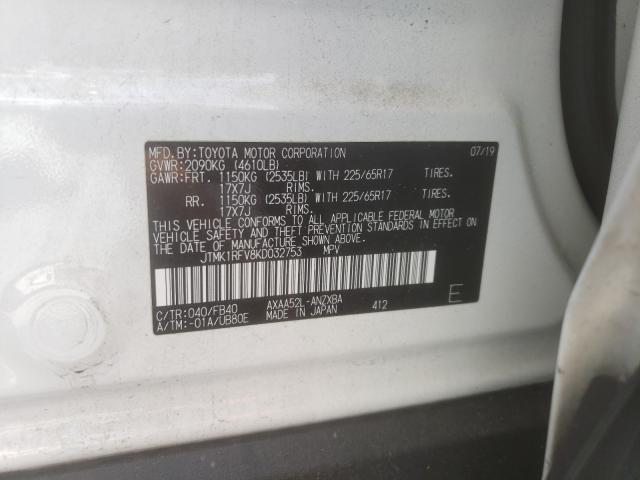 MFD. BY: TOYOTA MOTOR CORPORATION 07/19
GVWR: 2090KG (4610LB)
GAWR: FRT. 1150KG (2535LB) WITH 225/65R17 TIRES.
17X7J RIMS.
RR. 1150KG (2535LB) WITH 225/65R17 TIRES.
17X7J RIMS.
THIS VEHICLE CONFORMS TO ALL APPLICABLE FEDERAL MOTOR
VEHICLE SAFETY AND THEFT PREVENTION STANDARDS IN EFFECT ON
THE DATE OF MANUFACTURE SHOWN ABOVE.
JTMK1RFV8KD032753 MPV
C/TR: 040/FB40 AXAA52L-ANZXBA 412 E
A/TM: -01A/UB80E MADE IN JAPAN